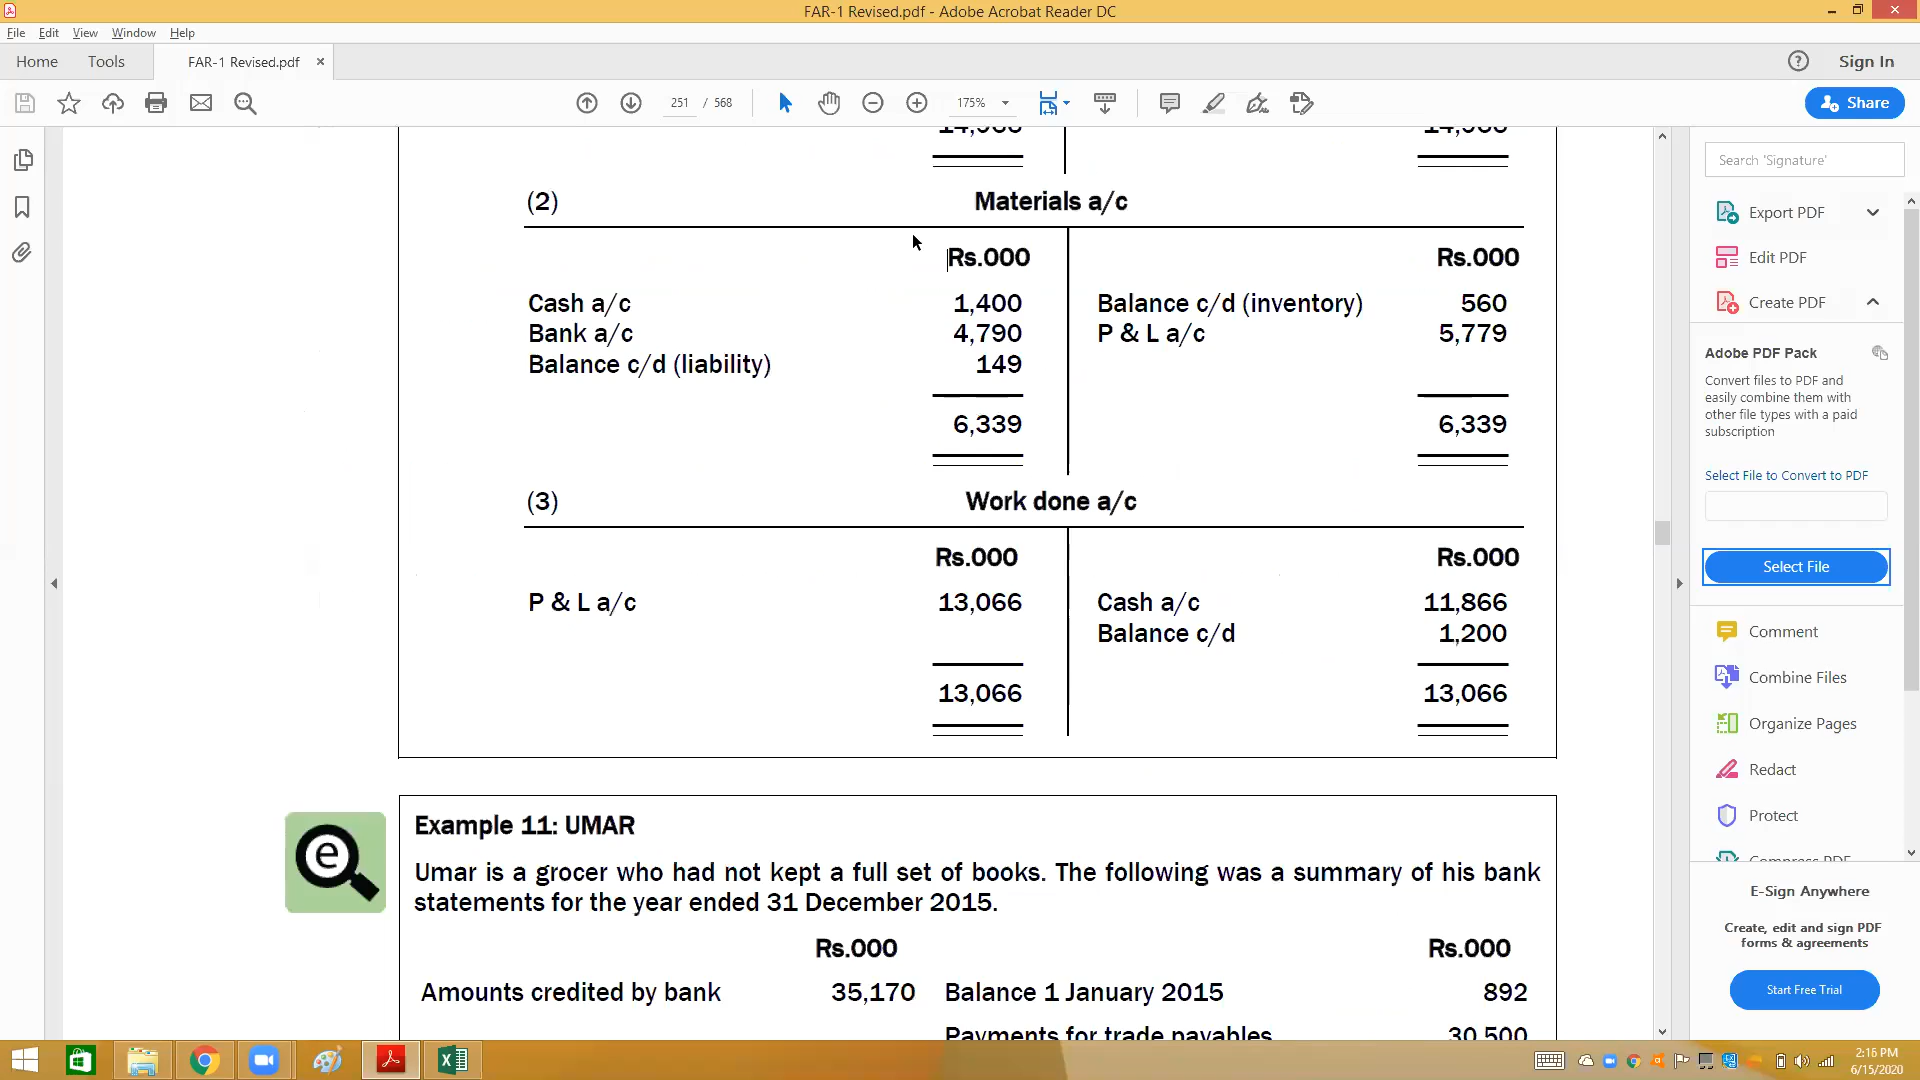 FAR-1 Revised.pdf - Adobe Acrobat Reader DC
File Edit View Window Help
Home Tools FAR-1 Revised.pdf × Sign In
251 / 568 175% Share
14,966 14,966
(2) Materials a/c
Rs.000 Rs.000
Cash a/c 1,400 Balance c/d (inventory) 560
Bank a/c 4,790 P & L a/c 5,779
Balance c/d (liability) 149
6,339 6,339
(3) Work done a/c
Rs.000 Rs.000
P & L a/c 13,066 Cash a/c 11,866
Balance c/d 1,200
13,066 13,066
Example 11: UMAR
Umar is a grocer who had not kept a full set of books. The following was a summary of his bank
statements for the year ended 31 December 2015.
Rs.000 Rs.000
Amounts credited by bank 35,170 Balance 1 January 2015 892
Payments for trade payables 30,500
Search 'Signature'
Export PDF
Edit PDF
Create PDF
Adobe PDF Pack
Convert files to PDF and
easily combine them with
other file types with a paid
subscription
Select File to Convert to PDF
Select File
Comment
Combine Files
Organize Pages
Redact
Protect
Compress PDF
E-Sign Anywhere
Create, edit and sign PDF
forms & agreements
Start Free Trial
2:16 PM
6/15/2020